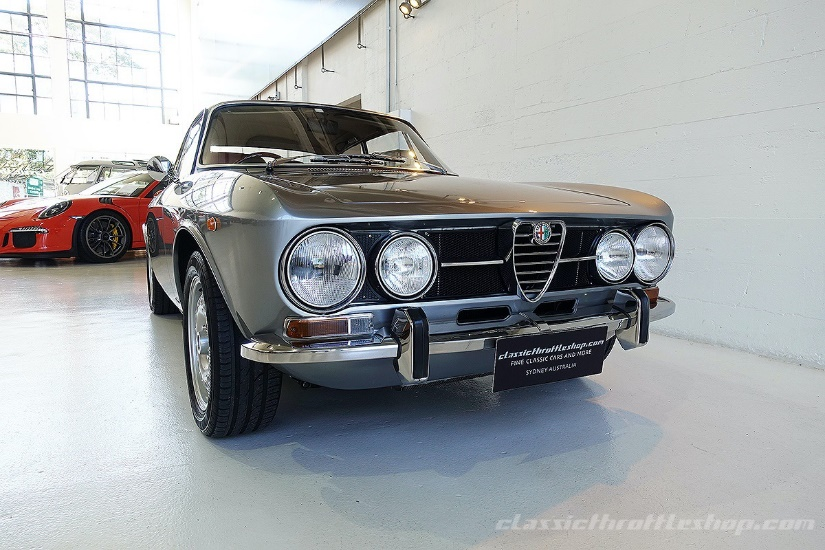 classicthrottleshop.com
FINE CLASSIC CARS AND MORE
SYDNEY AUSTRALIA
classicthrottleshop.com